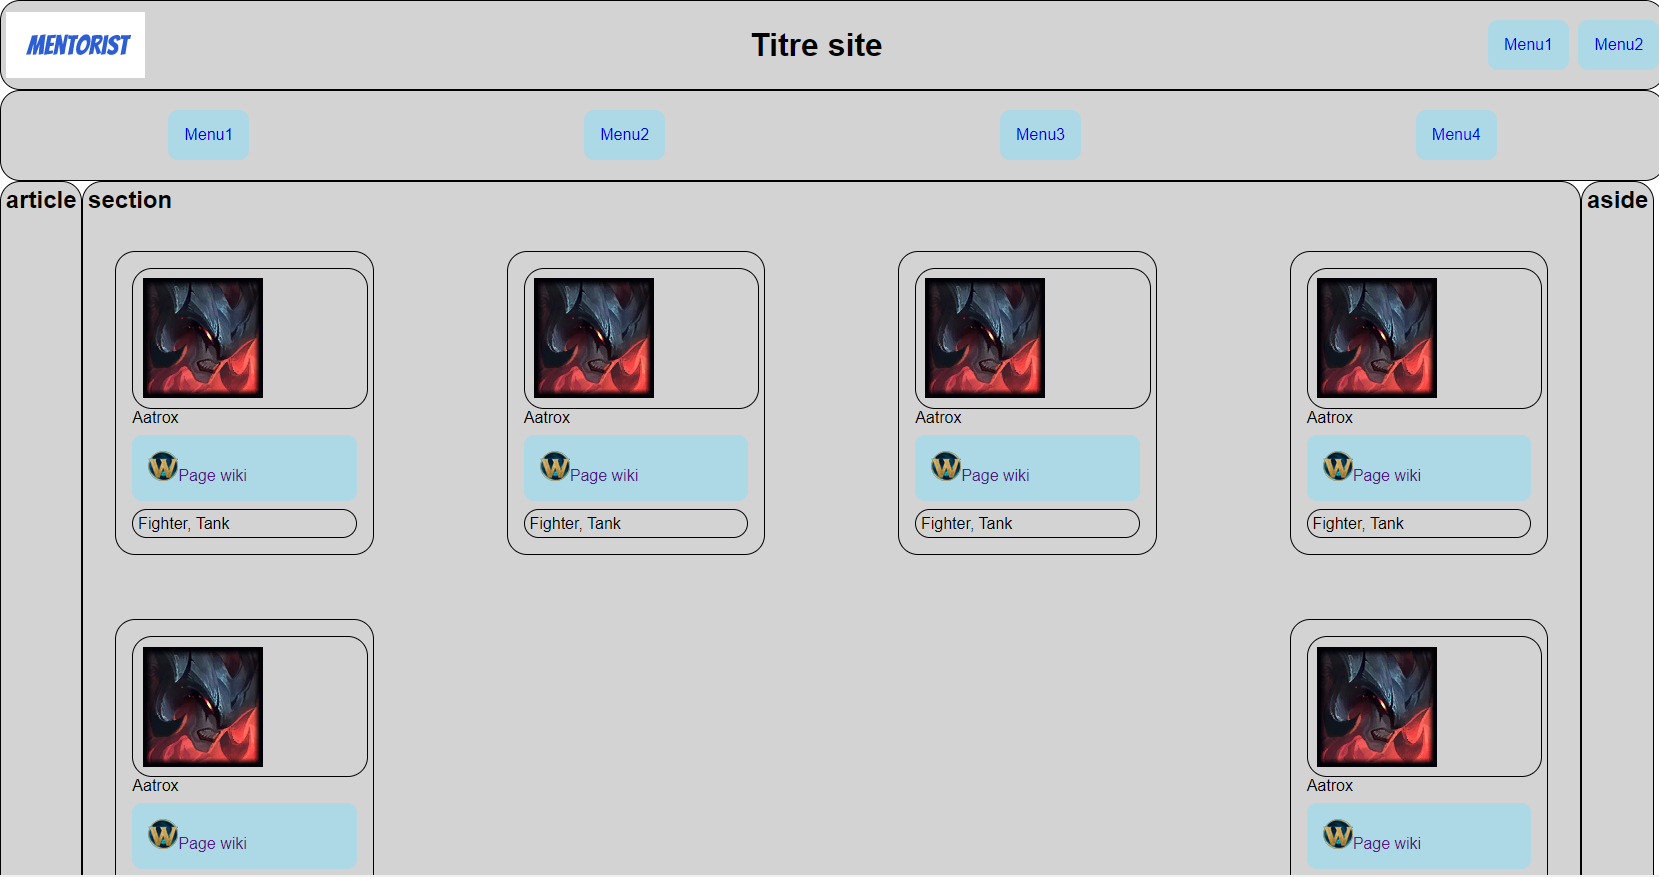 MENTORIST
Titre site
Menu1
Menu2
Menu1
Menu2
Menu3
Menu4
article
section
aside
Aatrox
Aatrox
Aatrox
Aatrox
W Page wiki
W Page wiki
W Page wiki
W Page wiki
Fighter, Tank
Fighter, Tank
Fighter, Tank
Fighter, Tank
Aatrox
Aatrox
W Page wiki
W Page wiki